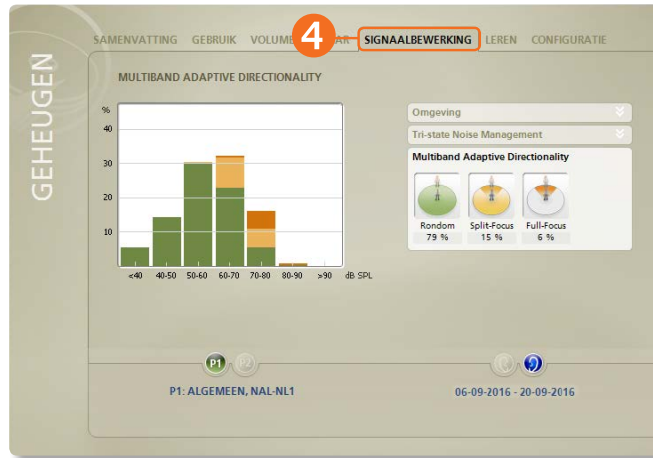 SAMENVATTING GEBRUIK VOLUME 4 AR SIGNAALBEWERKING LEREN CONFIGURATIE
GEHEUGEN
MULTIBAND ADAPTIVE DIRECTIONALITY
%
40
30
20
10
<40 40-50 50-60 60-70 70-80 80-90 >90 dB SPL
Omgeving
Tri-state Noise Management
Multiband Adaptive Directionality
Rondom Split-Focus Full-Focus
79 % 15 % 6 %
P1 P2
P1: ALGEMEEN, NAL-NL1
06-09-2016 - 20-09-2016